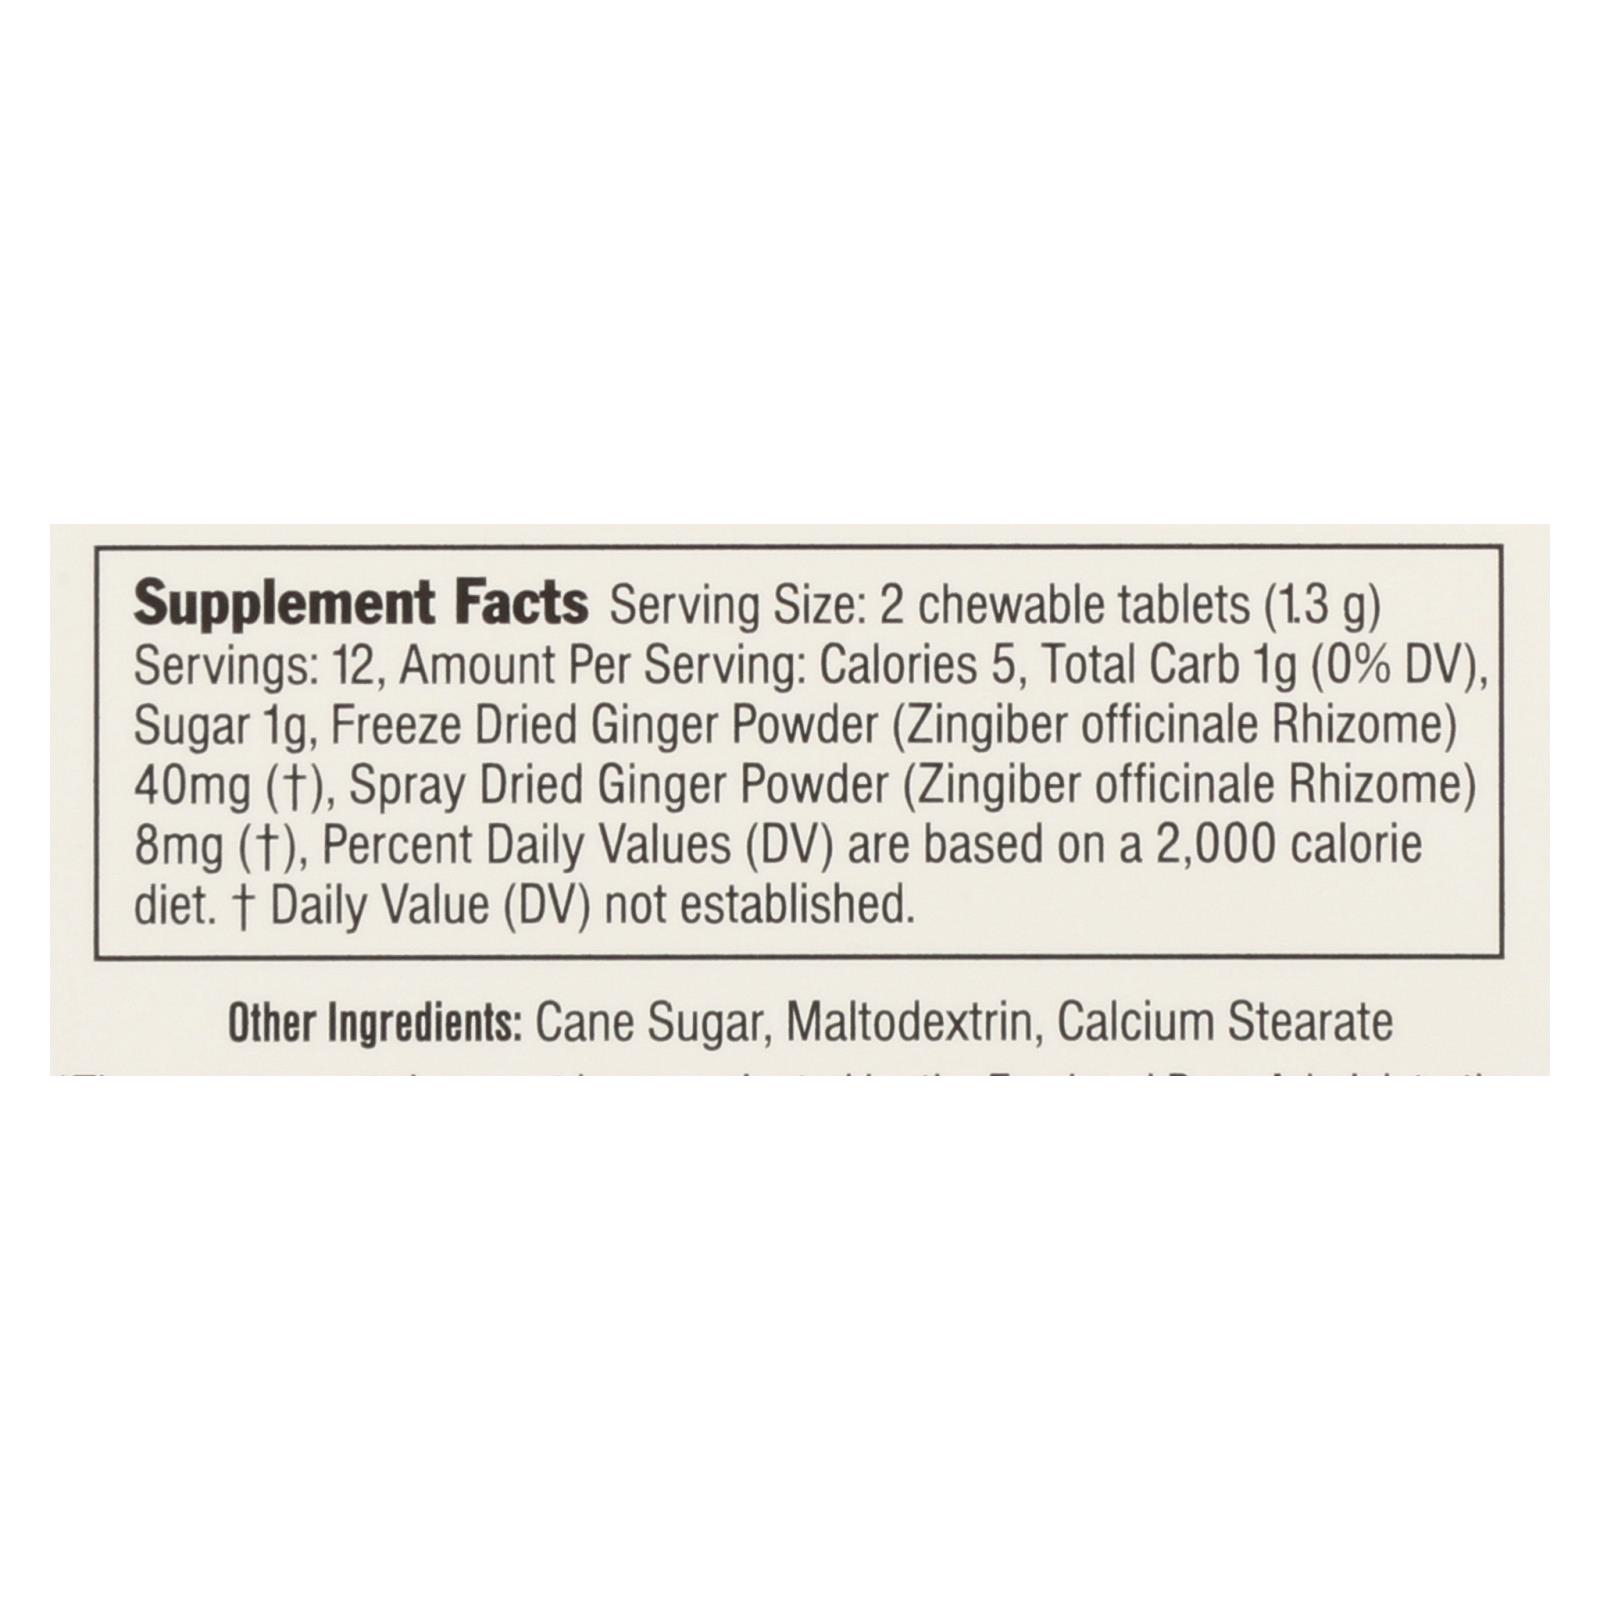 Supplement Facts Serving Size: 2 chewable tablets (1.3 g)
Servings: 12, Amount Per Serving: Calories 5, Total Carb 1g (0% DV),
Sugar 1g, Freeze Dried Ginger Powder (Zingiber officinale Rhizome)
40mg (†), Spray Dried Ginger Powder (Zingiber officinale Rhizome)
8mg (†), Percent Daily Values (DV) are based on a 2,000 calorie
diet. † Daily Value (DV) not established.
Other Ingredients: Cane Sugar, Maltodextrin, Calcium Stearate